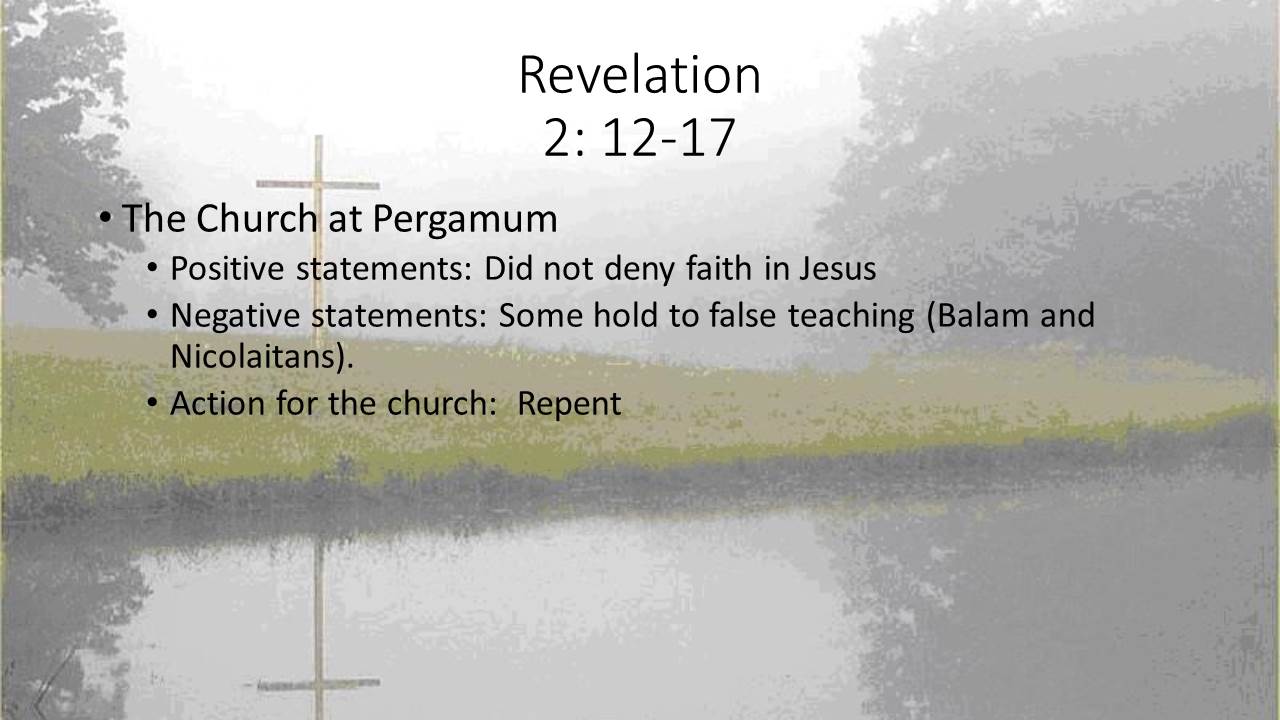 Revelation
2: 12-17
• The Church at Pergamum
• Positive statements: Did not deny faith in Jesus
• Negative statements: Some hold to false teaching (Balam and
Nicolaitans).
• Action for the church:  Repent